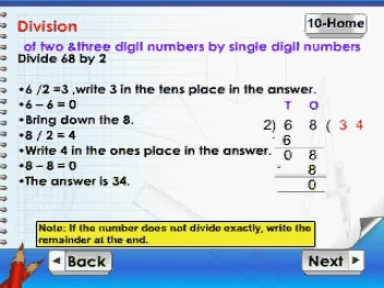 Division
10-Home
of two &three digit numbers by single digit numbers
Divide 68 by 2
•6 /2 =3 ,write 3 in the tens place in the answer.
•6 – 6 = 0
•Bring down the 8.
•8 / 2 = 4
•Write 4 in the ones place in the answer.
•8 – 8 = 0
•The answer is 34.
T O
2) 6 8 ( 3 4
- 6
0 8
- 8
0
Note: If the number does not divide exactly, write the
remainder at the end.
Back
Next